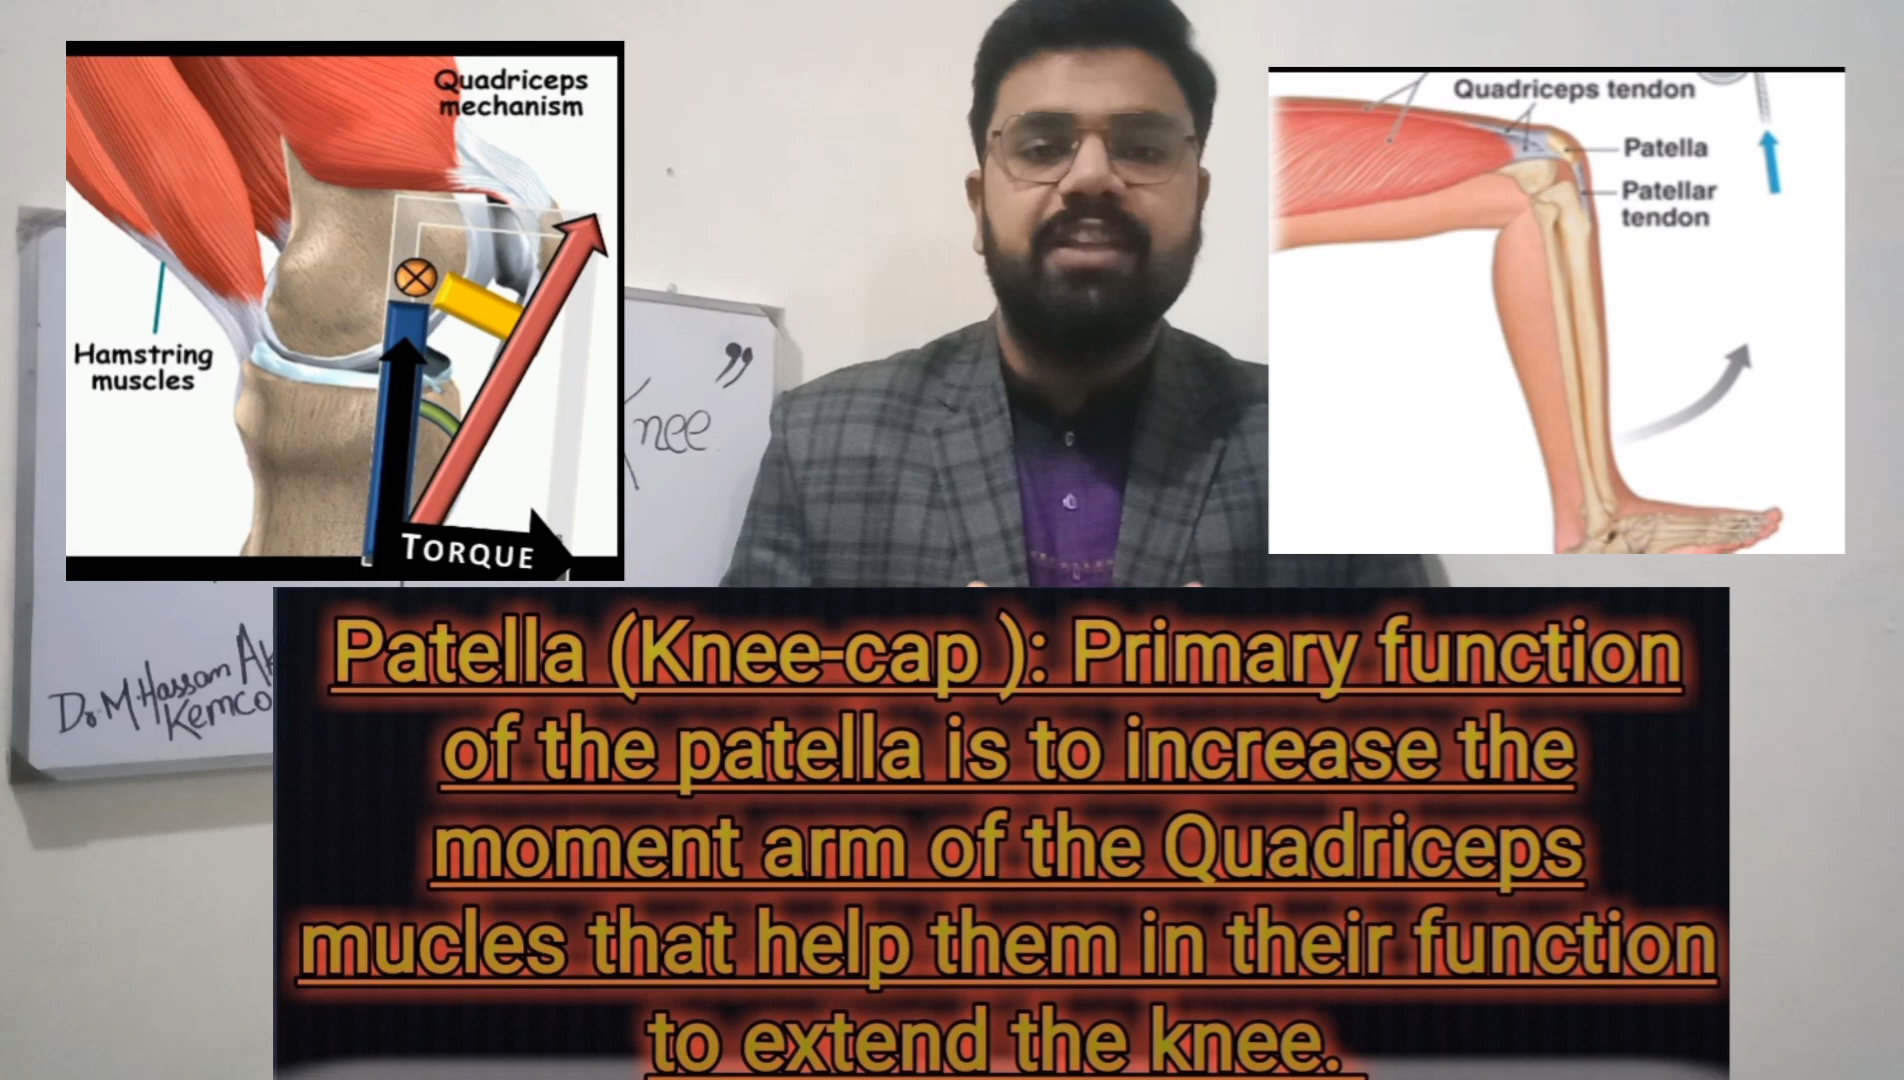 Quadriceps
mechanism
Hamstring
muscles
TORQUE
Quadriceps tendon
Patella
Patellar
tendon
”
Knee
Dr M. Hassam
Kemco
Patella (Knee-cap ): Primary function
of the patella is to increase the
moment arm of the Quadriceps
mucles that help them in their function
to extend the knee.